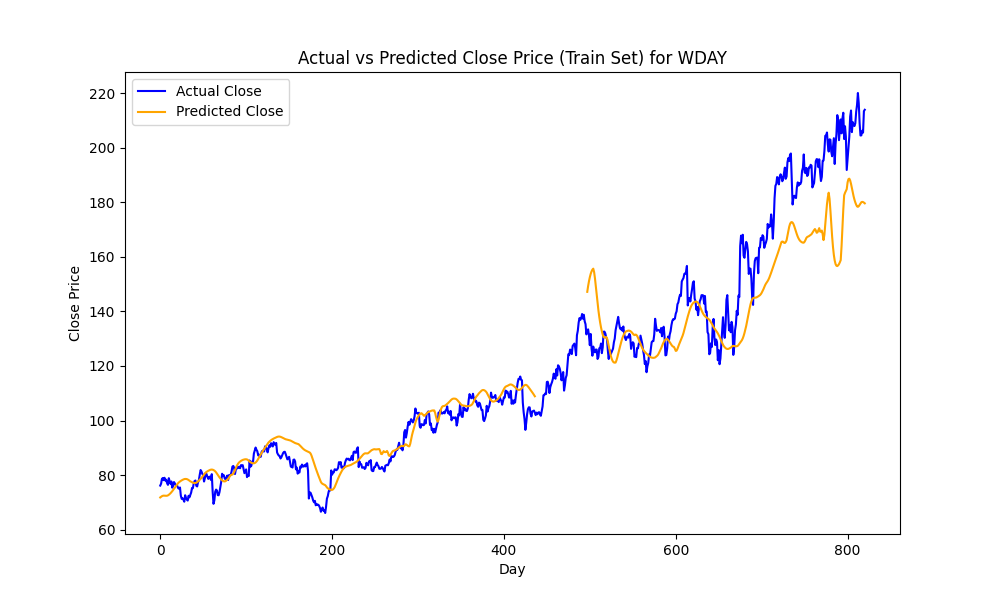 Actual vs Predicted Close Price (Train Set) for WDAY
Actual Close
Predicted Close
220
200
180
160
140
120
100
80
60
Close Price
0 200 400 600 800
Day